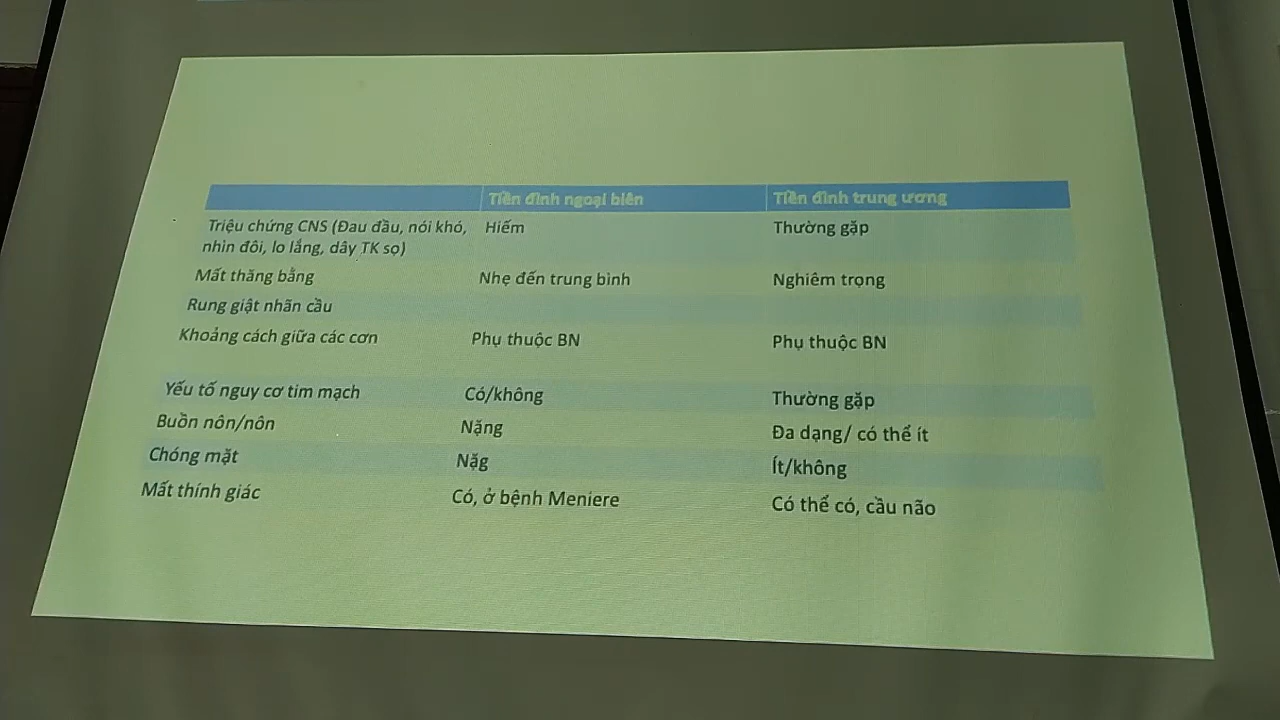 Tiền đình ngoại biên Tiền đình trung ương
Triệu chứng CNS (Đau đầu, nói khó, Hiếm Thường gặp
nhìn đôi, lo lắng, dây TK sọ)
Mất thăng bằng Nhẹ đến trung bình Nghiêm trọng
Rung giật nhãn cầu
Khoảng cách giữa các cơn Phụ thuộc BN Phụ thuộc BN
Yếu tố nguy cơ tim mạch Có/không Thường gặp
Buồn nôn/nôn Nặng Đa dạng/ có thể ít
Chóng mặt Nặg Ít/không
Mất thính giác Có, ở bệnh Meniere Có thể có, cầu não